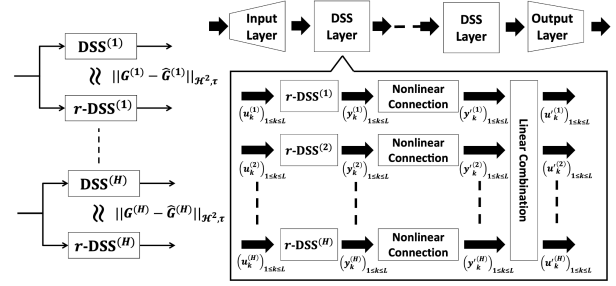 DSS⁽¹⁾
≈ ||G⁽¹⁾ − Ĝ⁽¹⁾||_{ℋ²,τ}
r-DSS⁽¹⁾
DSS⁽ᴴ⁾
≈ ||G⁽ᴴ⁾ − Ĝ⁽ᴴ⁾||_{ℋ²,τ}
r-DSS⁽ᴴ⁾
Input
Layer
DSS
Layer
DSS
Layer
Output
Layer
r-DSS⁽¹⁾
Nonlinear
Connection
(u_k⁽¹⁾)_{1≤k≤L}
(y_k⁽¹⁾)_{1≤k≤L}
(y′_k⁽¹⁾)_{1≤k≤L}
(u′_k⁽¹⁾)_{1≤k≤L}
r-DSS⁽²⁾
Nonlinear
Connection
(u_k⁽²⁾)_{1≤k≤L}
(y_k⁽²⁾)_{1≤k≤L}
(y′_k⁽²⁾)_{1≤k≤L}
(u′_k⁽²⁾)_{1≤k≤L}
r-DSS⁽ᴴ⁾
Nonlinear
Connection
(u_k⁽ᴴ⁾)_{1≤k≤L}
(y_k⁽ᴴ⁾)_{1≤k≤L}
(y′_k⁽ᴴ⁾)_{1≤k≤L}
(u′_k⁽ᴴ⁾)_{1≤k≤L}
Linear Combination